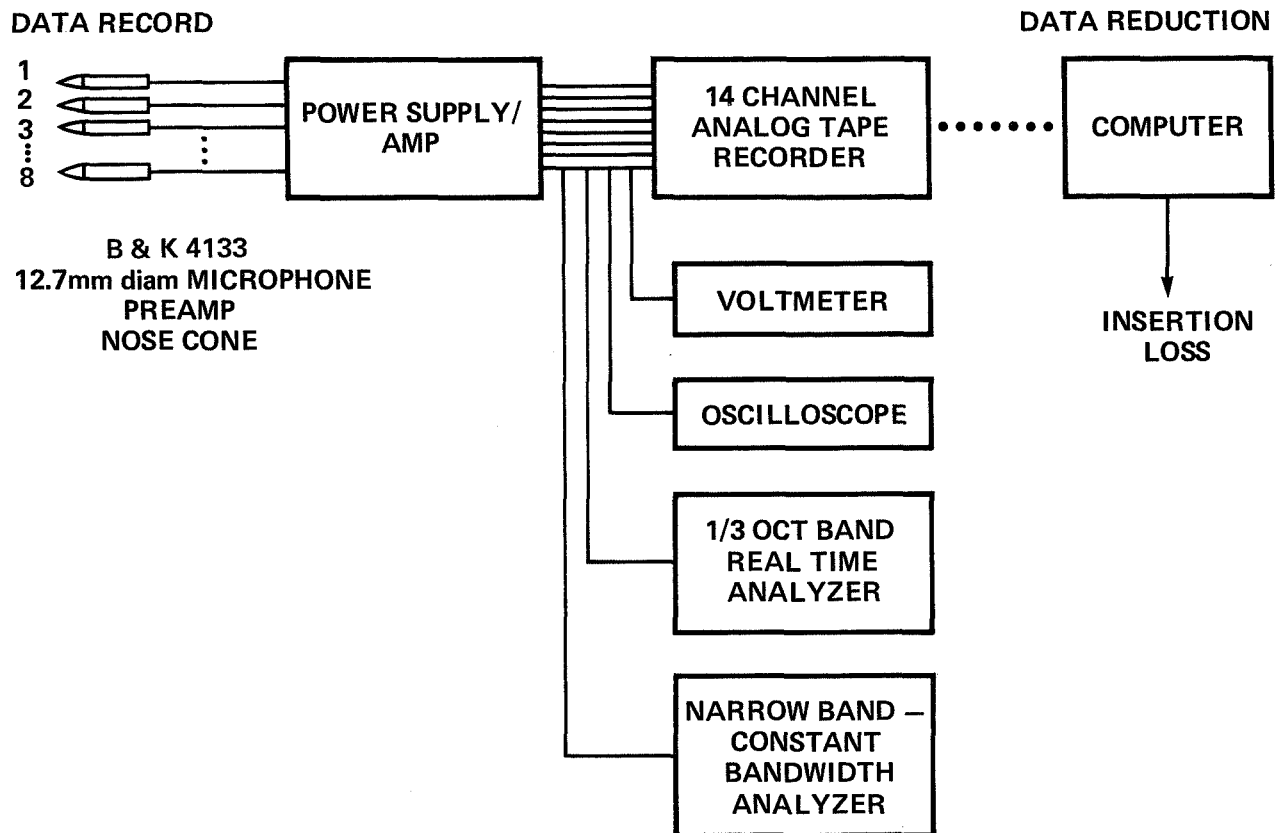 DATA RECORD
DATA REDUCTION
1
2
3
8
POWER SUPPLY/
AMP
14 CHANNEL
ANALOG TAPE
RECORDER
COMPUTER
B & K 4133
12.7mm diam MICROPHONE
PREAMP
NOSE CONE
VOLTMETER
INSERTION
LOSS
OSCILLOSCOPE
1/3 OCT BAND
REAL TIME
ANALYZER
NARROW BAND –
CONSTANT
BANDWIDTH
ANALYZER